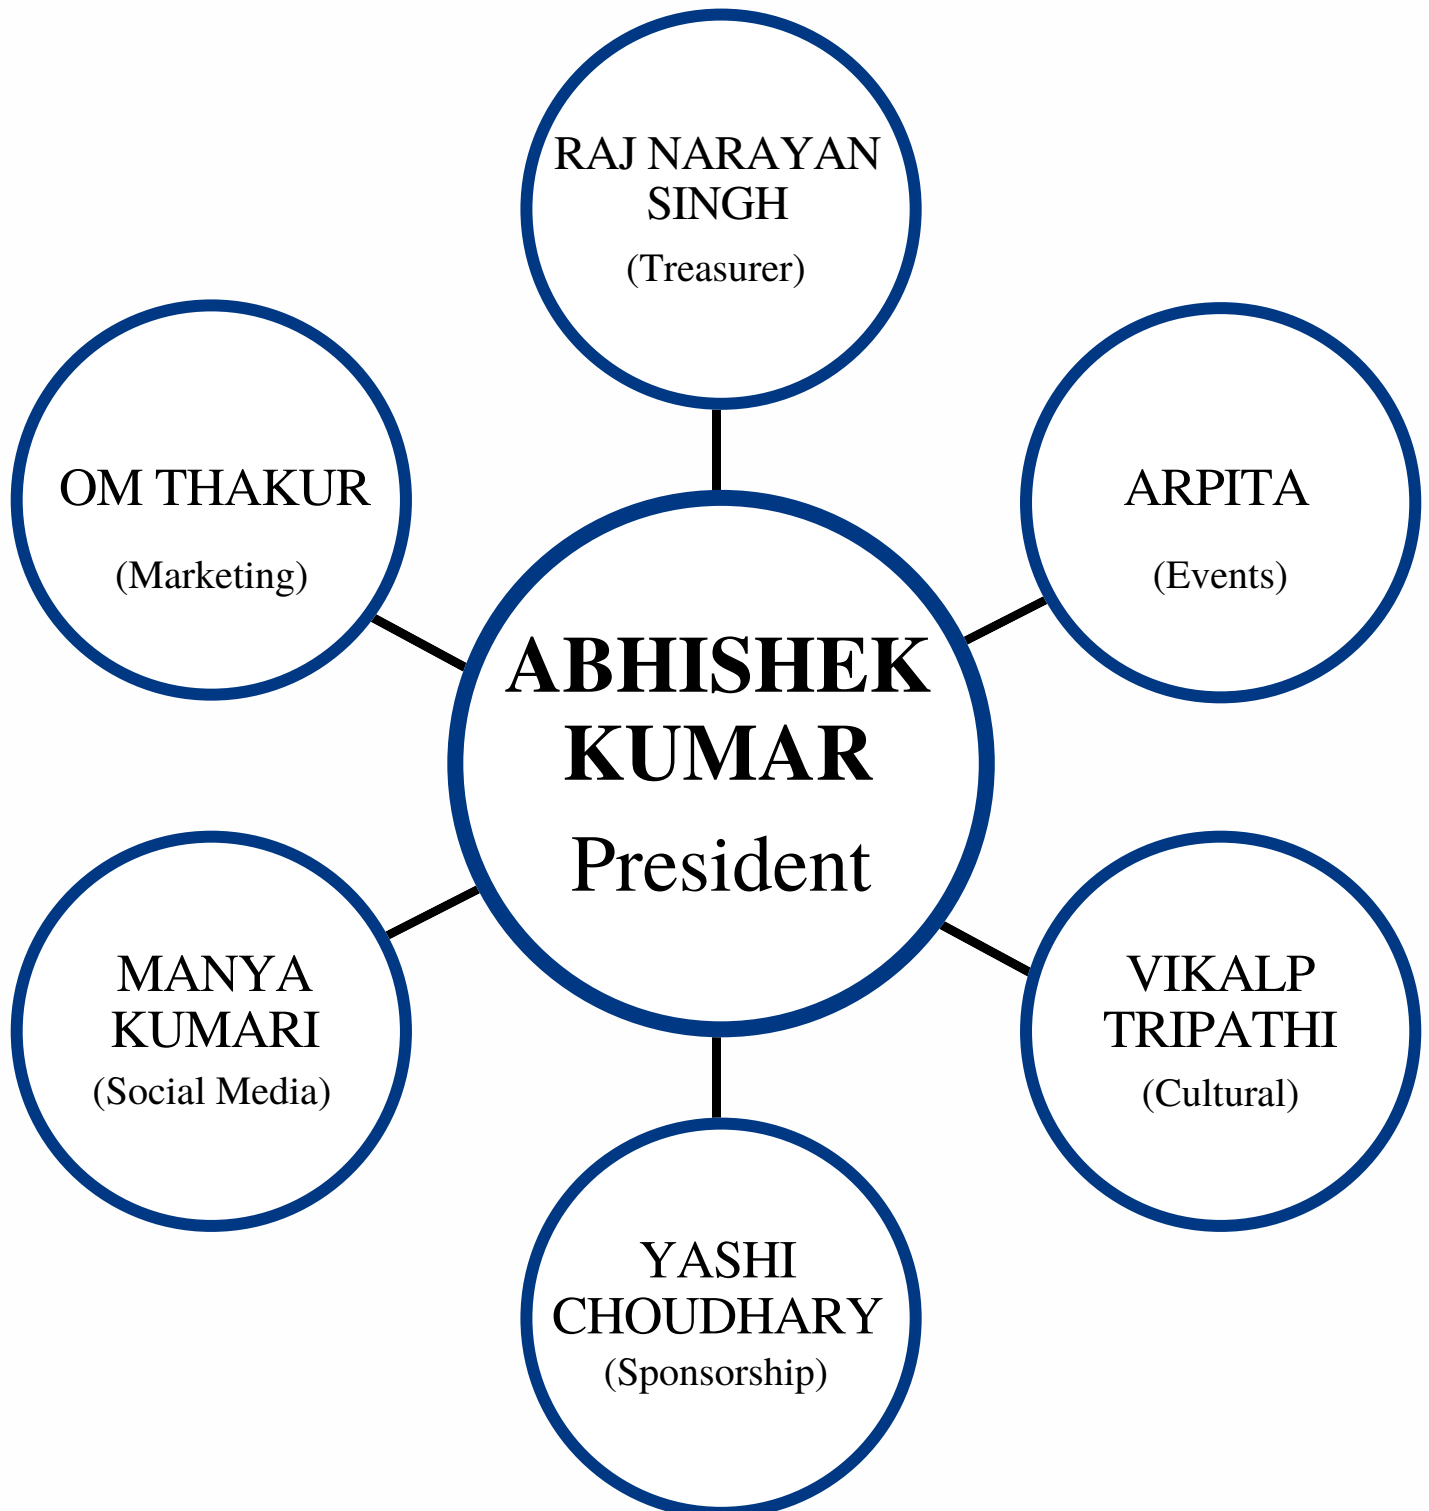 RAJ NARAYAN
SINGH
(Treasurer)
OM THAKUR
(Marketing)
ARPITA
(Events)
ABHISHEK
KUMAR
President
MANYA
KUMARI
(Social Media)
VIKALP
TRIPATHI
(Cultural)
YASHI
CHOUDHARY
(Sponsorship)